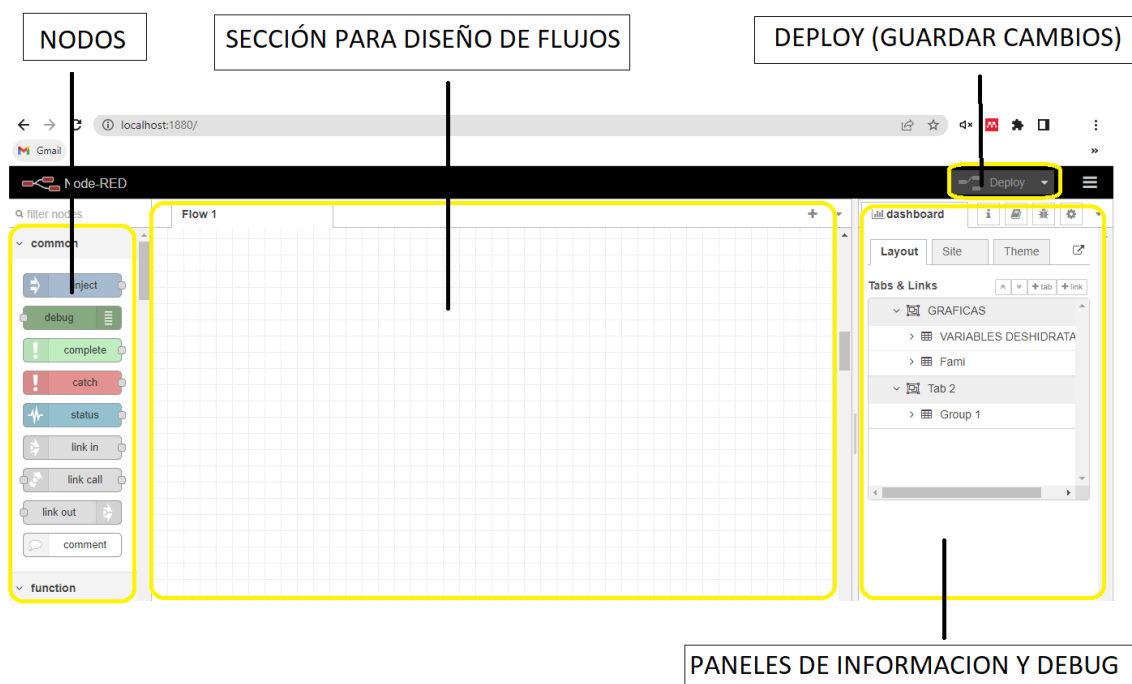 NODOS
SECCIÓN PARA DISEÑO DE FLUJOS
DEPLOY (GUARDAR CAMBIOS)
localhost:1880/
Gmail
Node-RED
Deploy
filter nodes
Flow 1
dashboard
common
inject
debug
complete
catch
status
link in
link call
link out
comment
function
Layout
Site
Theme
Tabs & Links
+ tab
+ link
GRAFICAS
VARIABLES DESHIDRATA
Fami
Tab 2
Group 1
PANELES DE INFORMACION Y DEBUG